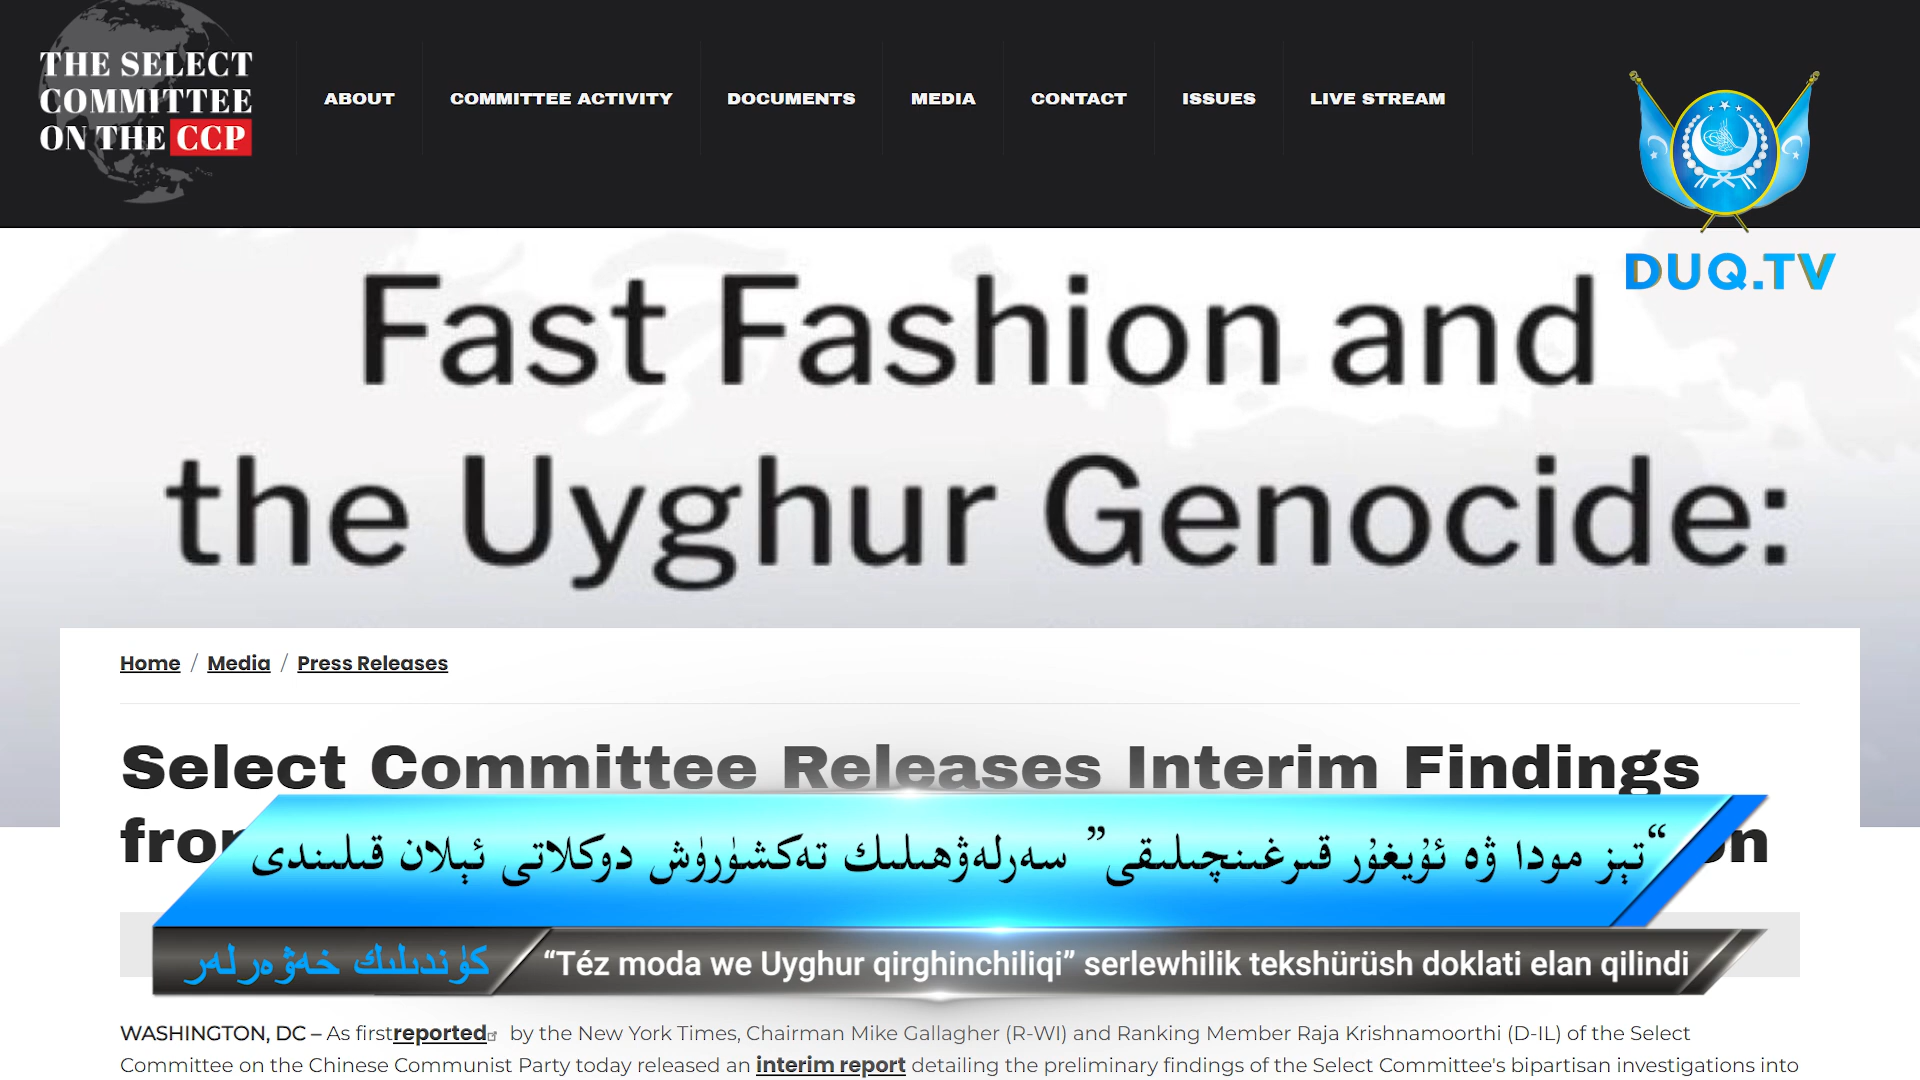 THE SELECT
COMMITTEE
ON THE CCP
ABOUT
COMMITTEE ACTIVITY
DOCUMENTS
MEDIA
CONTACT
ISSUES
LIVE STREAM
DUQ.TV
Fast Fashion and
the Uyghur Genocide:
Home / Media / Press Releases
Select Committee Releases Interim Findings
“تېز مودا ۋە ئۇيغۇر قىرغىنچىلىقى” سەرلەۋھىلىك تەكشۈرۈش دوكلاتى ئېلان قىلىندى
كۈندىلىك خەۋەرلەر
“Téz moda we Uyghur qirghinchiliqi” serlewhilik tekshürüsh doklati elan qilindi
WASHINGTON, DC – As first reported by the New York Times, Chairman Mike Gallagher (R-WI) and Ranking Member Raja Krishnamoorthi (D-IL) of the Select
Committee on the Chinese Communist Party today released an interim report detailing the preliminary findings of the Select Committee's bipartisan investigations into